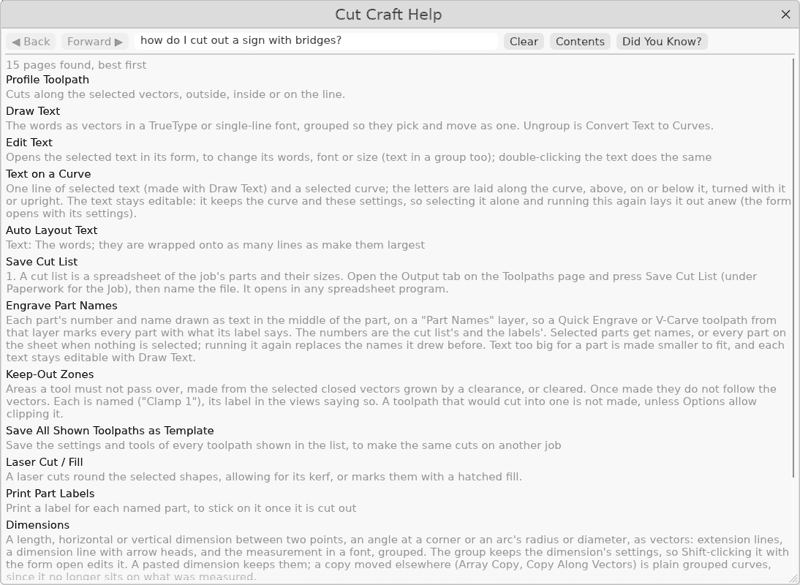 Cut Craft Help
◀ Back
Forward ▶
how do I cut out a sign with bridges?
Clear
Contents
Did You Know?
15 pages found, best first
Profile Toolpath
Cuts along the selected vectors, outside, inside or on the line.
Draw Text
The words as vectors in a TrueType or single-line font, grouped so they pick and move as one. Ungroup is Convert Text to Curves.
Edit Text
Opens the selected text in its form, to change its words, font or size (text in a group too); double-clicking the text does the same
Text on a Curve
One line of selected text (made with Draw Text) and a selected curve; the letters are laid along the curve, above, on or below it, turned with it
or upright. The text stays editable: it keeps the curve and these settings, so selecting it alone and running this again lays it out anew (the form
opens with its settings).
Auto Layout Text
Text: The words; they are wrapped onto as many lines as make them largest
Save Cut List
1. A cut list is a spreadsheet of the job's parts and their sizes. Open the Output tab on the Toolpaths page and press Save Cut List (under
Paperwork for the Job), then name the file. It opens in any spreadsheet program.
Engrave Part Names
Each part's number and name drawn as text in the middle of the part, on a "Part Names" layer, so a Quick Engrave or V-Carve toolpath from
that layer marks every part with what its label says. The numbers are the cut list's and the labels'. Selected parts get names, or every part on
the sheet when nothing is selected; running it again replaces the names it drew before. Text too big for a part is made smaller to fit, and each
text stays editable with Draw Text.
Keep-Out Zones
Areas a tool must not pass over, made from the selected closed vectors grown by a clearance, or cleared. Once made they do not follow the
vectors. Each is named ("Clamp 1"), its label in the views saying so. A toolpath that would cut into one is not made, unless Options allow
clipping it.
Save All Shown Toolpaths as Template
Save the settings and tools of every toolpath shown in the list, to make the same cuts on another job
Laser Cut / Fill
A laser cuts round the selected shapes, allowing for its kerf, or marks them with a hatched fill.
Print Part Labels
Print a label for each named part, to stick on it once it is cut out
Dimensions
A length, horizontal or vertical dimension between two points, an angle at a corner or an arc's radius or diameter, as vectors: extension lines,
a dimension line with arrow heads, and the measurement in a font, grouped. The group keeps the dimension's settings, so Shift-clicking it with
the form open edits it. A pasted dimension keeps them; a copy moved elsewhere (Array Copy, Copy Along Vectors) is plain grouped curves,
since it no longer sits on what was measured.